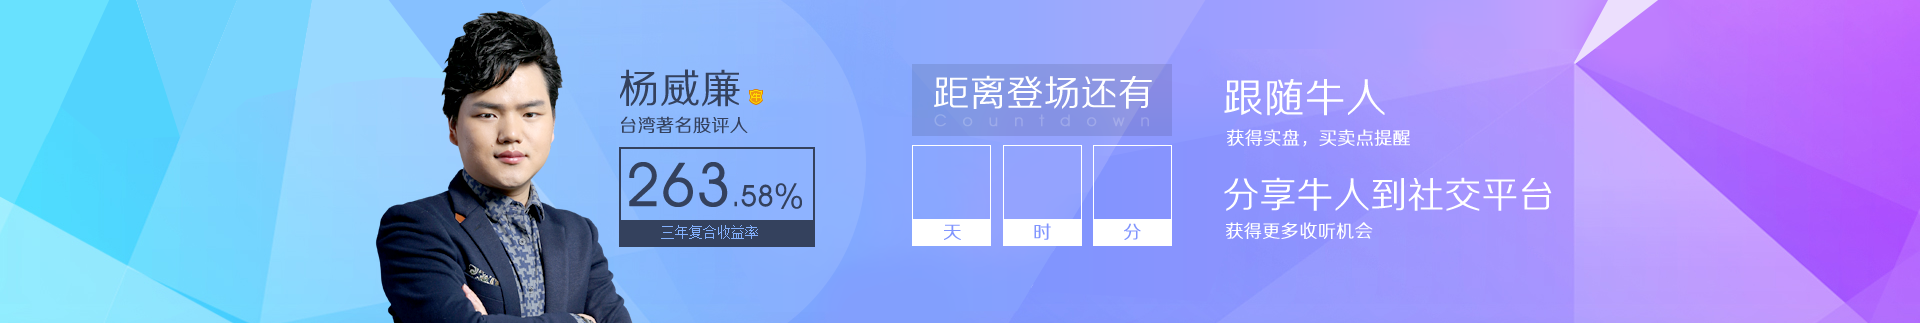 杨威廉
台湾著名股评人
263.58%
三年复合收益率
距离登场还有
Countdown
天
时
分
跟随牛人
获得实盘，买卖点提醒
分享牛人到社交平台
获得更多收听机会